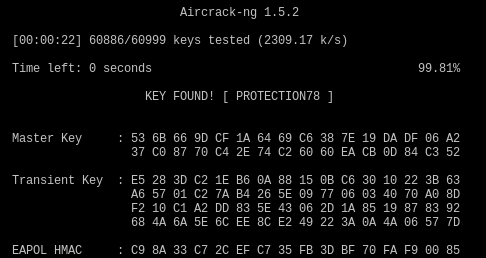 Aircrack-ng 1.5.2
[00:00:22] 60886/60999 keys tested (2309.17 k/s)
Time left: 0 seconds 99.81%
KEY FOUND! [ PROTECTION78 ]
Master Key : 53 6B 66 9D CF 1A 64 69 C6 38 7E 19 DA DF 06 A2
37 C0 87 70 C4 2E 74 C2 60 60 EA CB 0D 84 C3 52
Transient Key : E5 28 3D C2 1E B6 0A 88 15 0B C6 30 10 22 3B 63
A6 57 01 C2 7A B4 26 5E 09 77 06 03 40 70 A0 8D
F2 10 C1 A2 DD 83 5E 43 06 2D 1A 85 19 87 83 92
68 4A 6A 5E 6C EE 8C E2 49 22 3A 0A 4A 06 57 7D
EAPOL HMAC : C9 8A 33 C7 2C EF C7 35 FB 3D BF 70 FA F9 00 85